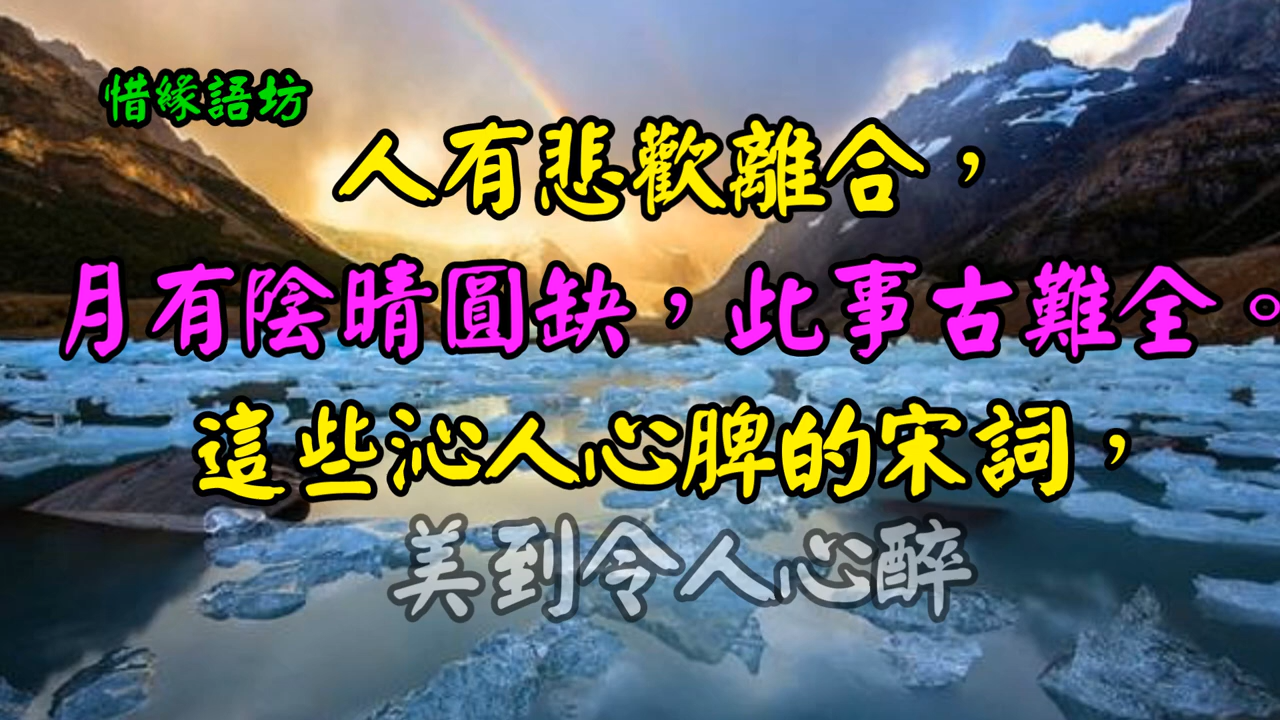 惜緣語坊
人有悲歡離合，
月有陰晴圓缺，此事古難全。
這些沁人心脾的宋詞，
美到令人心醉